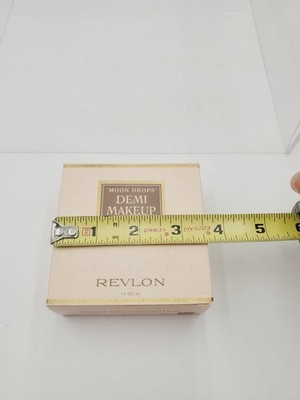 'MOON DROPS'
DEMI
MAKEUP
1 2 STANLEY 3 4 5 6
REVLON